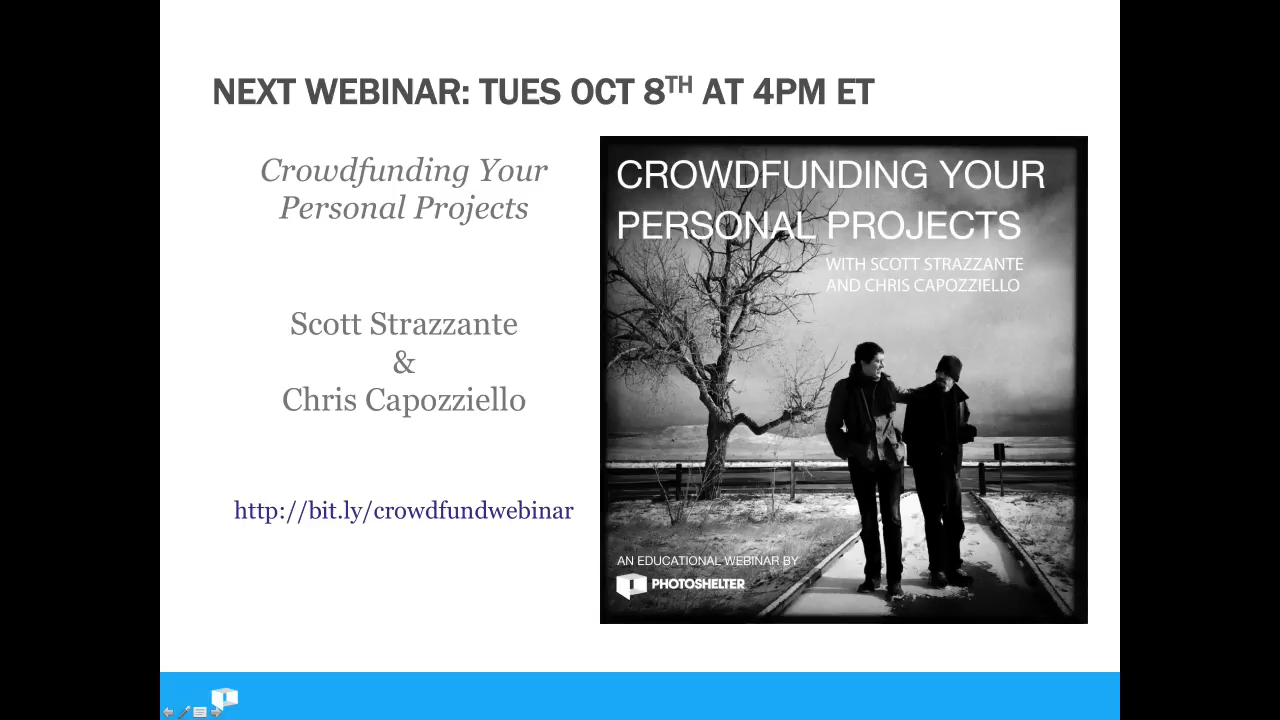 NEXT WEBINAR: TUES OCT 8TH AT 4PM ET
Crowdfunding Your
Personal Projects
Scott Strazzante
&
Chris Capozziello
http://bit.ly/crowdfundwebinar
CROWDFUNDING YOUR
PERSONAL PROJECTS
WITH SCOTT STRAZZANTE
AND CHRIS CAPOZZIELLO
AN EDUCATIONAL WEBINAR BY
PHOTOSHELTER